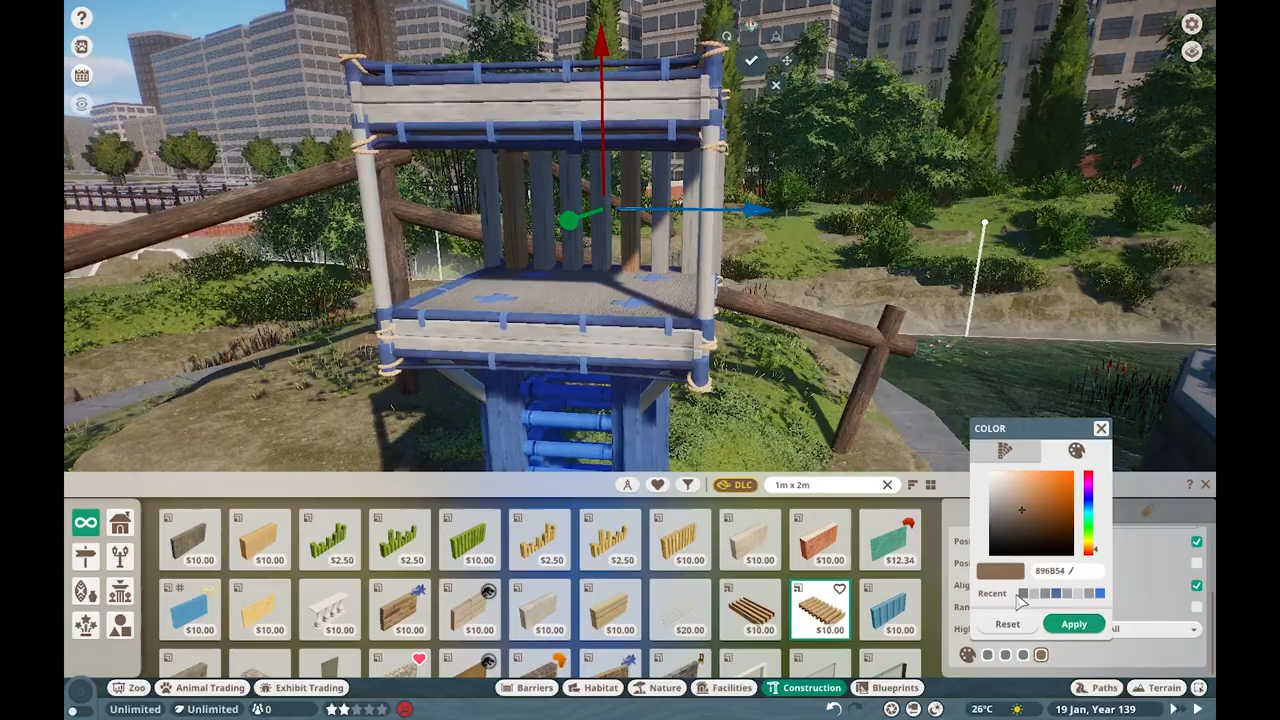 ?
COLOR
896B54 /
Recent
Reset
Apply
DLC
1m x 2m
?
$10.00
$10.00
$2.50
$2.50
$10.00
$2.50
$2.50
$10.00
$10.00
$10.00
$12.34
$10.00
$10.00
$10.00
$10.00
$10.00
$10.00
$10.00
$20.00
$10.00
$10.00
$10.00
Zoo
Animal Trading
Exhibit Trading
Barriers
Habitat
Nature
Facilities
Construction
Blueprints
Paths
Terrain
Unlimited
Unlimited
0
26°C
19 Jan, Year 139